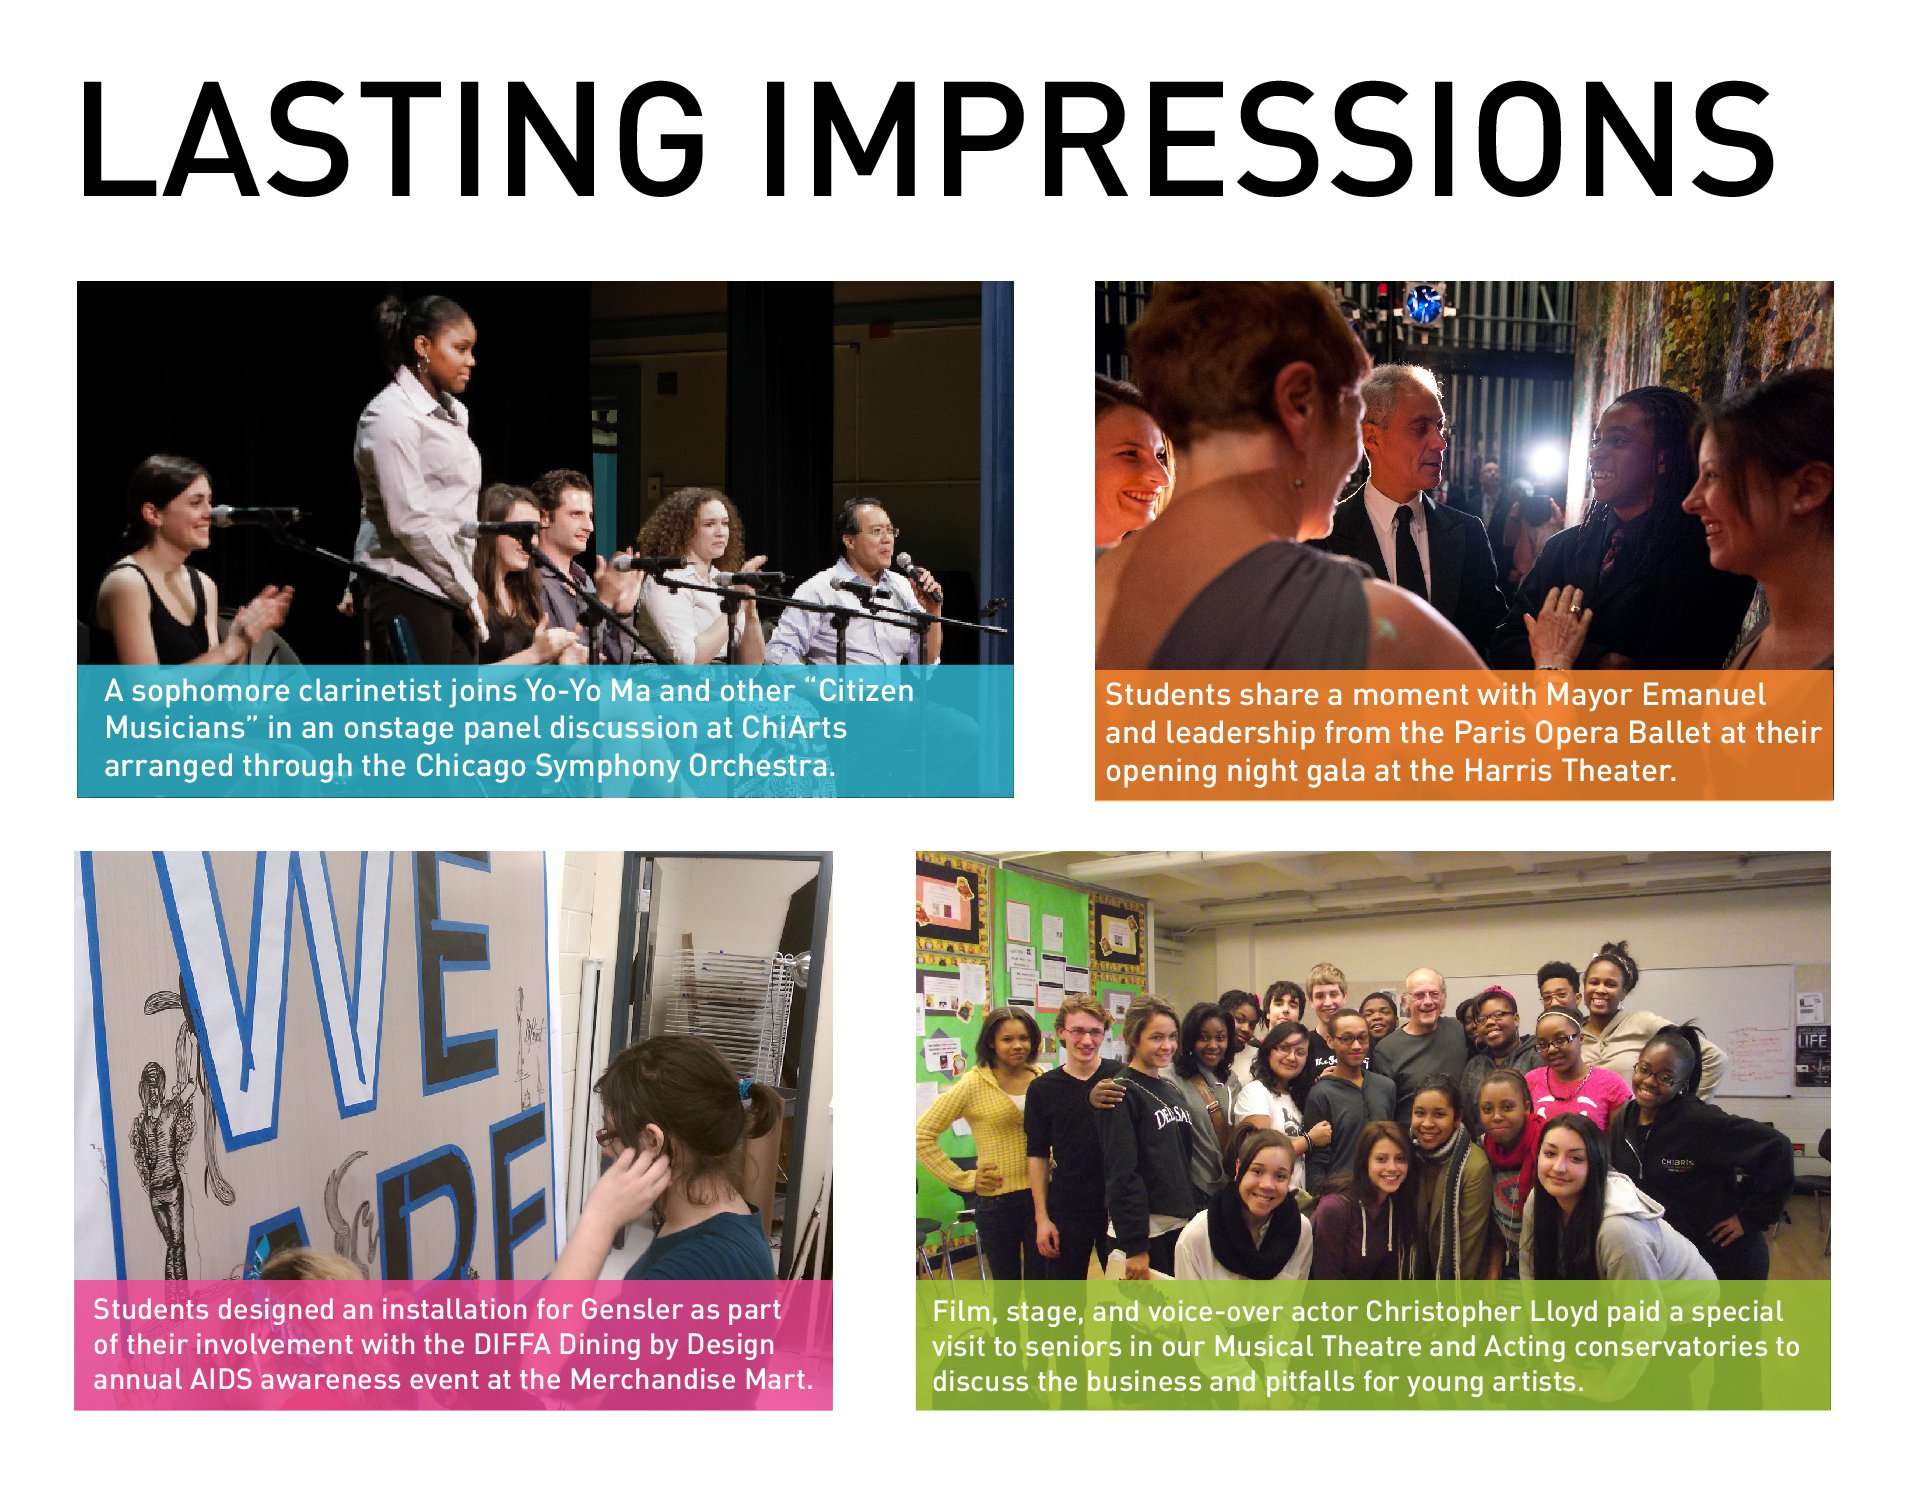 LASTING IMPRESSIONS
A sophomore clarinetist joins Yo-Yo Ma and other “Citizen
Musicians” in an onstage panel discussion at ChiArts
arranged through the Chicago Symphony Orchestra.
Students share a moment with Mayor Emanuel
and leadership from the Paris Opera Ballet at their
opening night gala at the Harris Theater.
WE
ARE
Students designed an installation for Gensler as part
of their involvement with the DIFFA Dining by Design
annual AIDS awareness event at the Merchandise Mart.
LIFE
CHIARTS
Film, stage, and voice-over actor Christopher Lloyd paid a special
visit to seniors in our Musical Theatre and Acting conservatories to
discuss the business and pitfalls for young artists.